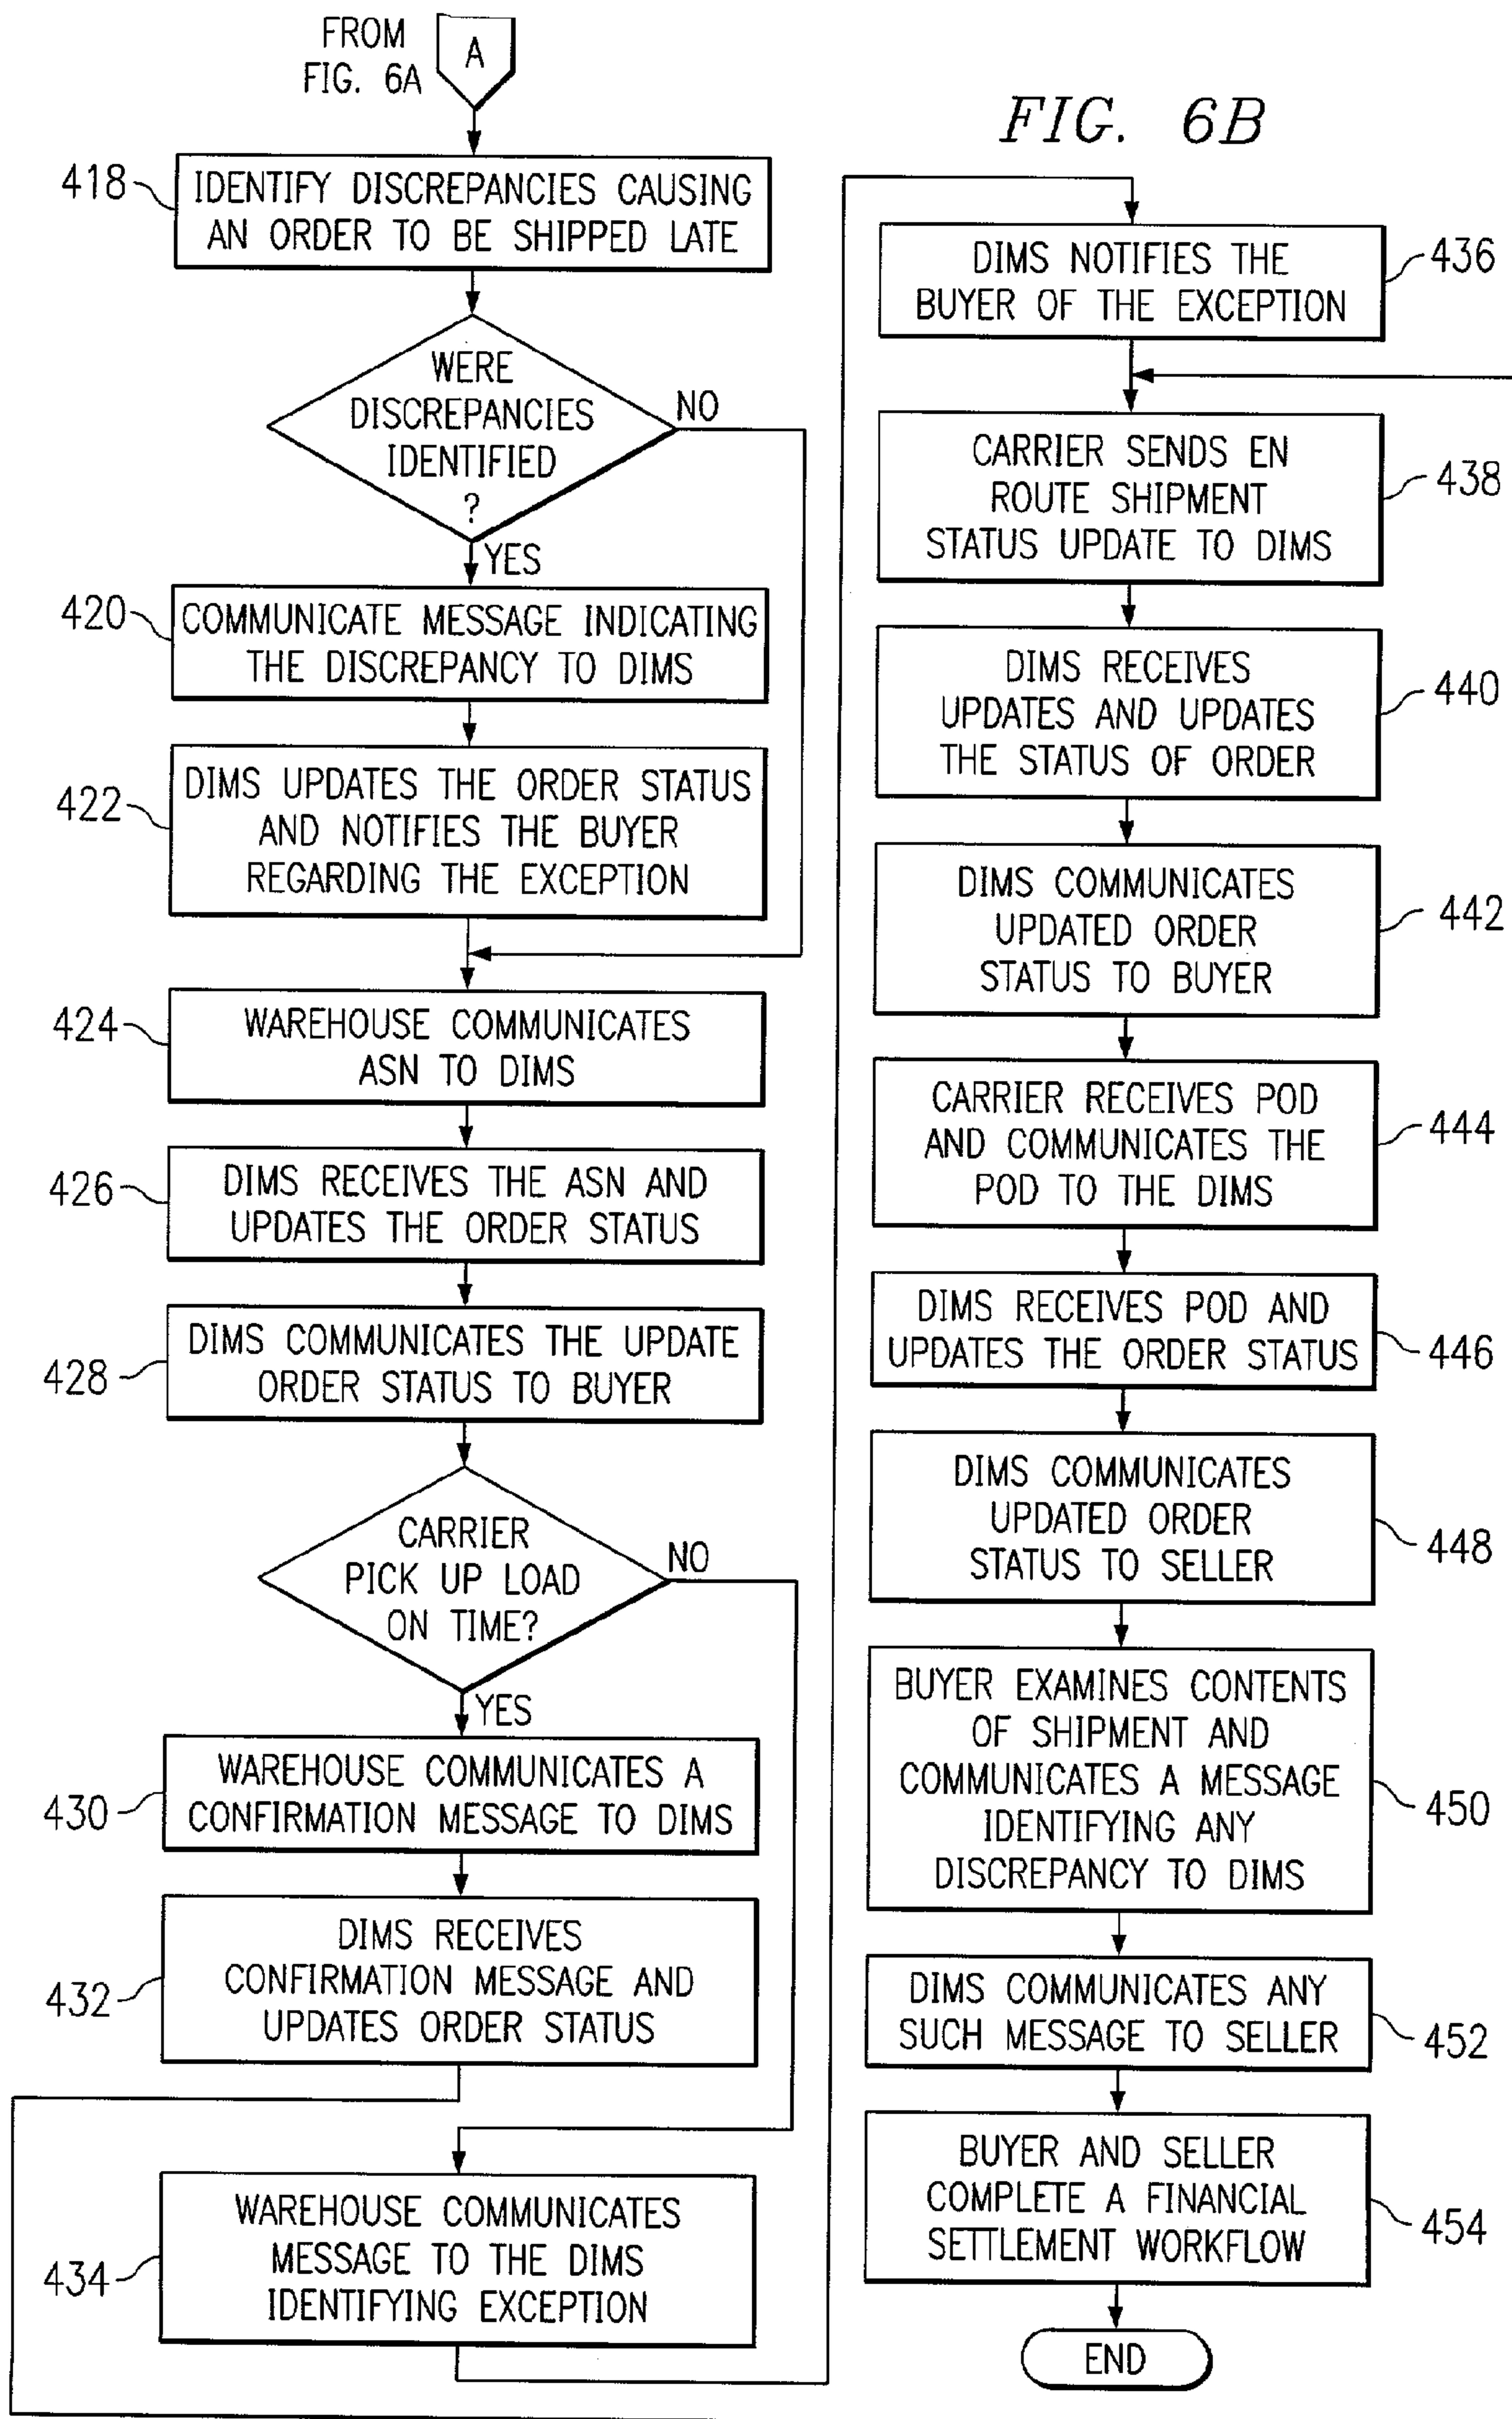 FROM
FIG. 6A
A
FIG. 6B
418
IDENTIFY DISCREPANCIES CAUSING
AN ORDER TO BE SHIPPED LATE
WERE
DISCREPANCIES
IDENTIFIED
?
NO
YES
420
COMMUNICATE MESSAGE INDICATING
THE DISCREPANCY TO DIMS
422
DIMS UPDATES THE ORDER STATUS
AND NOTIFIES THE BUYER
REGARDING THE EXCEPTION
424
WAREHOUSE COMMUNICATES
ASN TO DIMS
426
DIMS RECEIVES THE ASN AND
UPDATES THE ORDER STATUS
428
DIMS COMMUNICATES THE UPDATE
ORDER STATUS TO BUYER
CARRIER
PICK UP LOAD
ON TIME?
NO
YES
430
WAREHOUSE COMMUNICATES A
CONFIRMATION MESSAGE TO DIMS
432
DIMS RECEIVES
CONFIRMATION MESSAGE AND
UPDATES ORDER STATUS
434
WAREHOUSE COMMUNICATES
MESSAGE TO THE DIMS
IDENTIFYING EXCEPTION
DIMS NOTIFIES THE
BUYER OF THE EXCEPTION
436
CARRIER SENDS EN
ROUTE SHIPMENT
STATUS UPDATE TO DIMS
438
DIMS RECEIVES
UPDATES AND UPDATES
THE STATUS OF ORDER
440
DIMS COMMUNICATES
UPDATED ORDER
STATUS TO BUYER
442
CARRIER RECEIVES POD
AND COMMUNICATES THE
POD TO THE DIMS
444
DIMS RECEIVES POD AND
UPDATES THE ORDER STATUS
446
DIMS COMMUNICATES
UPDATED ORDER
STATUS TO SELLER
448
BUYER EXAMINES CONTENTS
OF SHIPMENT AND
COMMUNICATES A MESSAGE
IDENTIFYING ANY
DISCREPANCY TO DIMS
450
DIMS COMMUNICATES ANY
SUCH MESSAGE TO SELLER
452
BUYER AND SELLER
COMPLETE A FINANCIAL
SETTLEMENT WORKFLOW
454
END